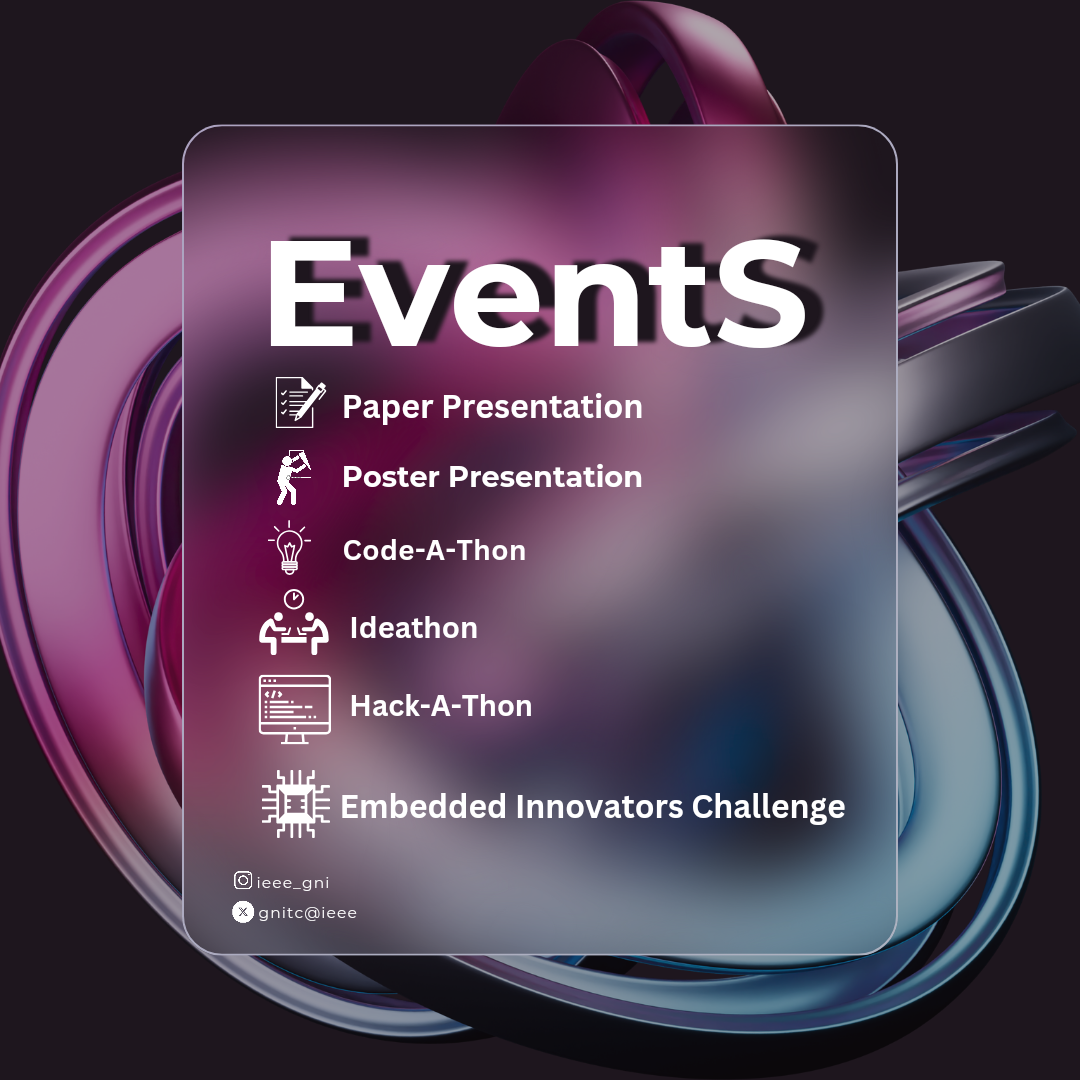 EventS
Paper Presentation
Poster Presentation
Code-A-Thon
Ideathon
Hack-A-Thon
Embedded Innovators Challenge
ieee_gni
gnitc@ieee